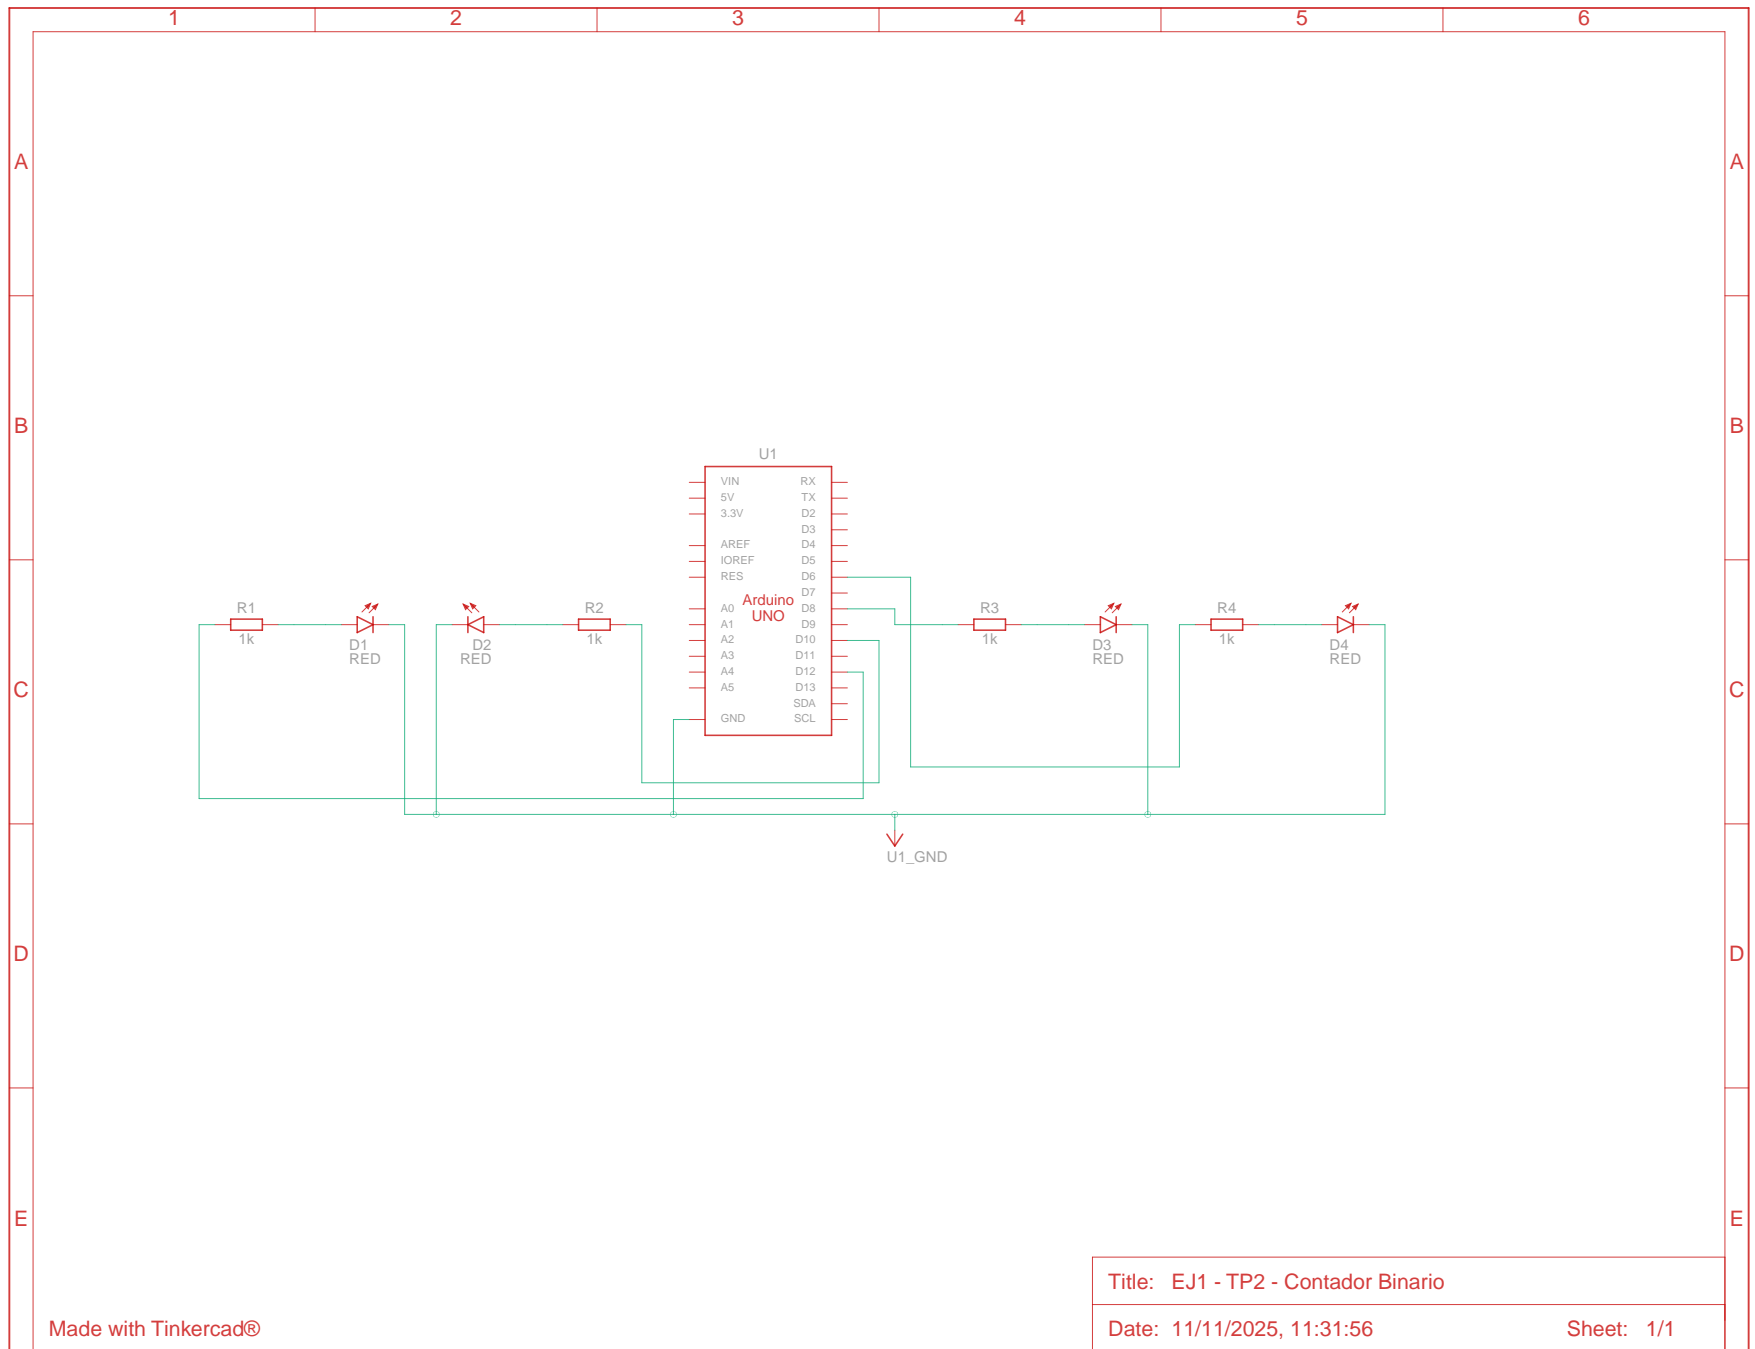 1 2 3 4 5 6
A A
B B
U1
VIN RX
5V TX
3.3V D2
D3
AREF D4
IOREF D5
RES D6
D7
Arduino
UNO
A0 D8
A1 D9
A2 D10
A3 D11
A4 D12
A5 D13
SDA
GND SCL
R1
1k
D1
RED
D2
RED
R2
1k
R3
1k
D3
RED
R4
1k
D4
RED
C C
U1_GND
D D
E E
Title: EJ1 - TP2 - Contador Binario
Made with Tinkercad®
Date: 11/11/2025, 11:31:56 Sheet: 1/1